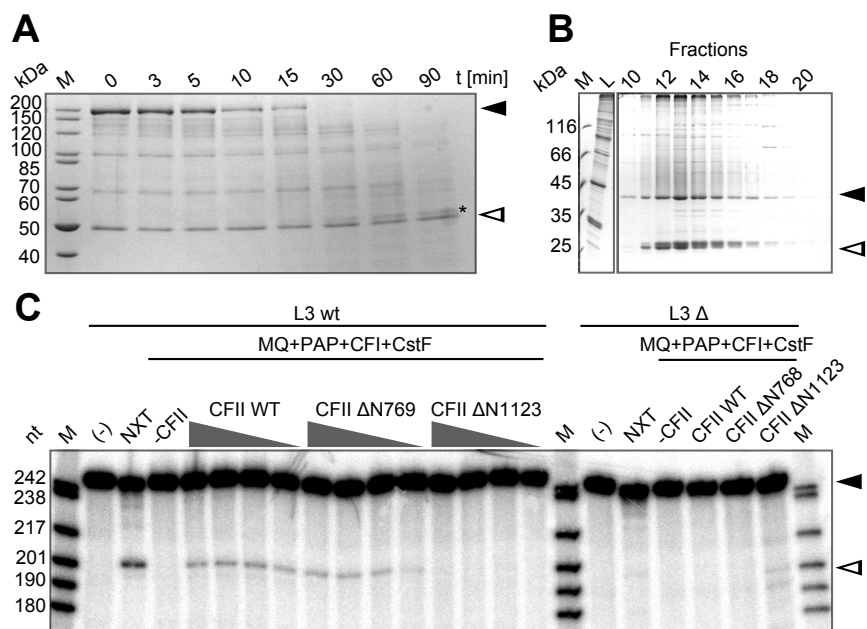 A
kDa M 0 3 5 10 15 30 60 90 t [min]
200
150
120
100
85
70
60
50
40
*
B
Fractions
kDa M L 10 12 14 16 18 20
116
66
45
35
25
C
L3 wt
MQ+PAP+CFI+CstF
CFII WT CFII ΔN769 CFII ΔN1123
nt M (-) NXT -CFII M
L3 Δ
MQ+PAP+CFI+CstF
(-) NXT -CFII CFII WT CFII ΔN768 CFII ΔN1123 M
242
238
217
201
190
180